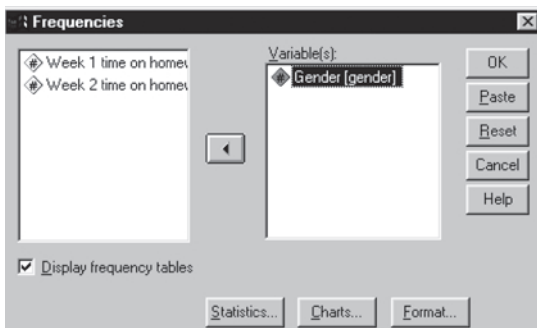 Frequencies
Week 1 time on homew
Week 2 time on homew
Variable(s):
Gender [gender]
OK
Paste
Reset
Cancel
Help
Display frequency tables
Statistics...
Charts...
Format...